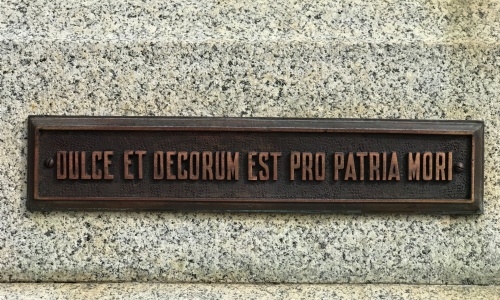 DULCE ET DECORUM EST PRO PATRIA MORI